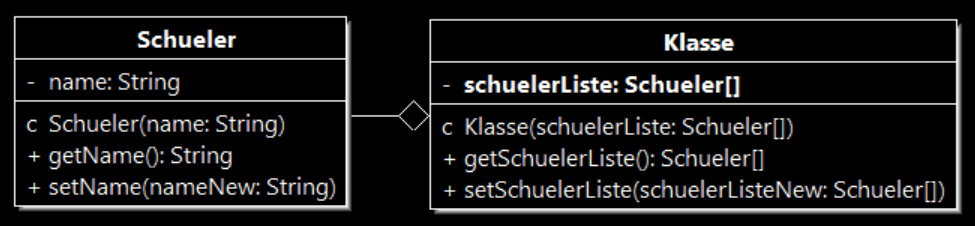 Schueler
- name: String
c Schueler(name: String)
+ getName(): String
+ setName(nameNew: String)
Klasse
- schuelerListe: Schueler[]
c Klasse(schuelerListe: Schueler[])
+ getSchuelerListe(): Schueler[]
+ setSchuelerListe(schuelerListeNew: Schueler[])